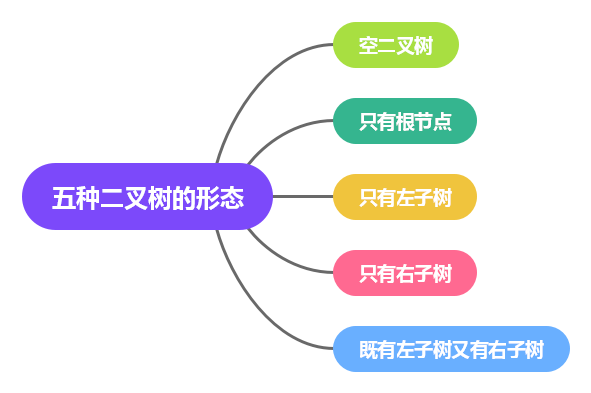 空二叉树
只有根节点
五种二叉树的形态
只有左子树
只有右子树
既有左子树又有右子树